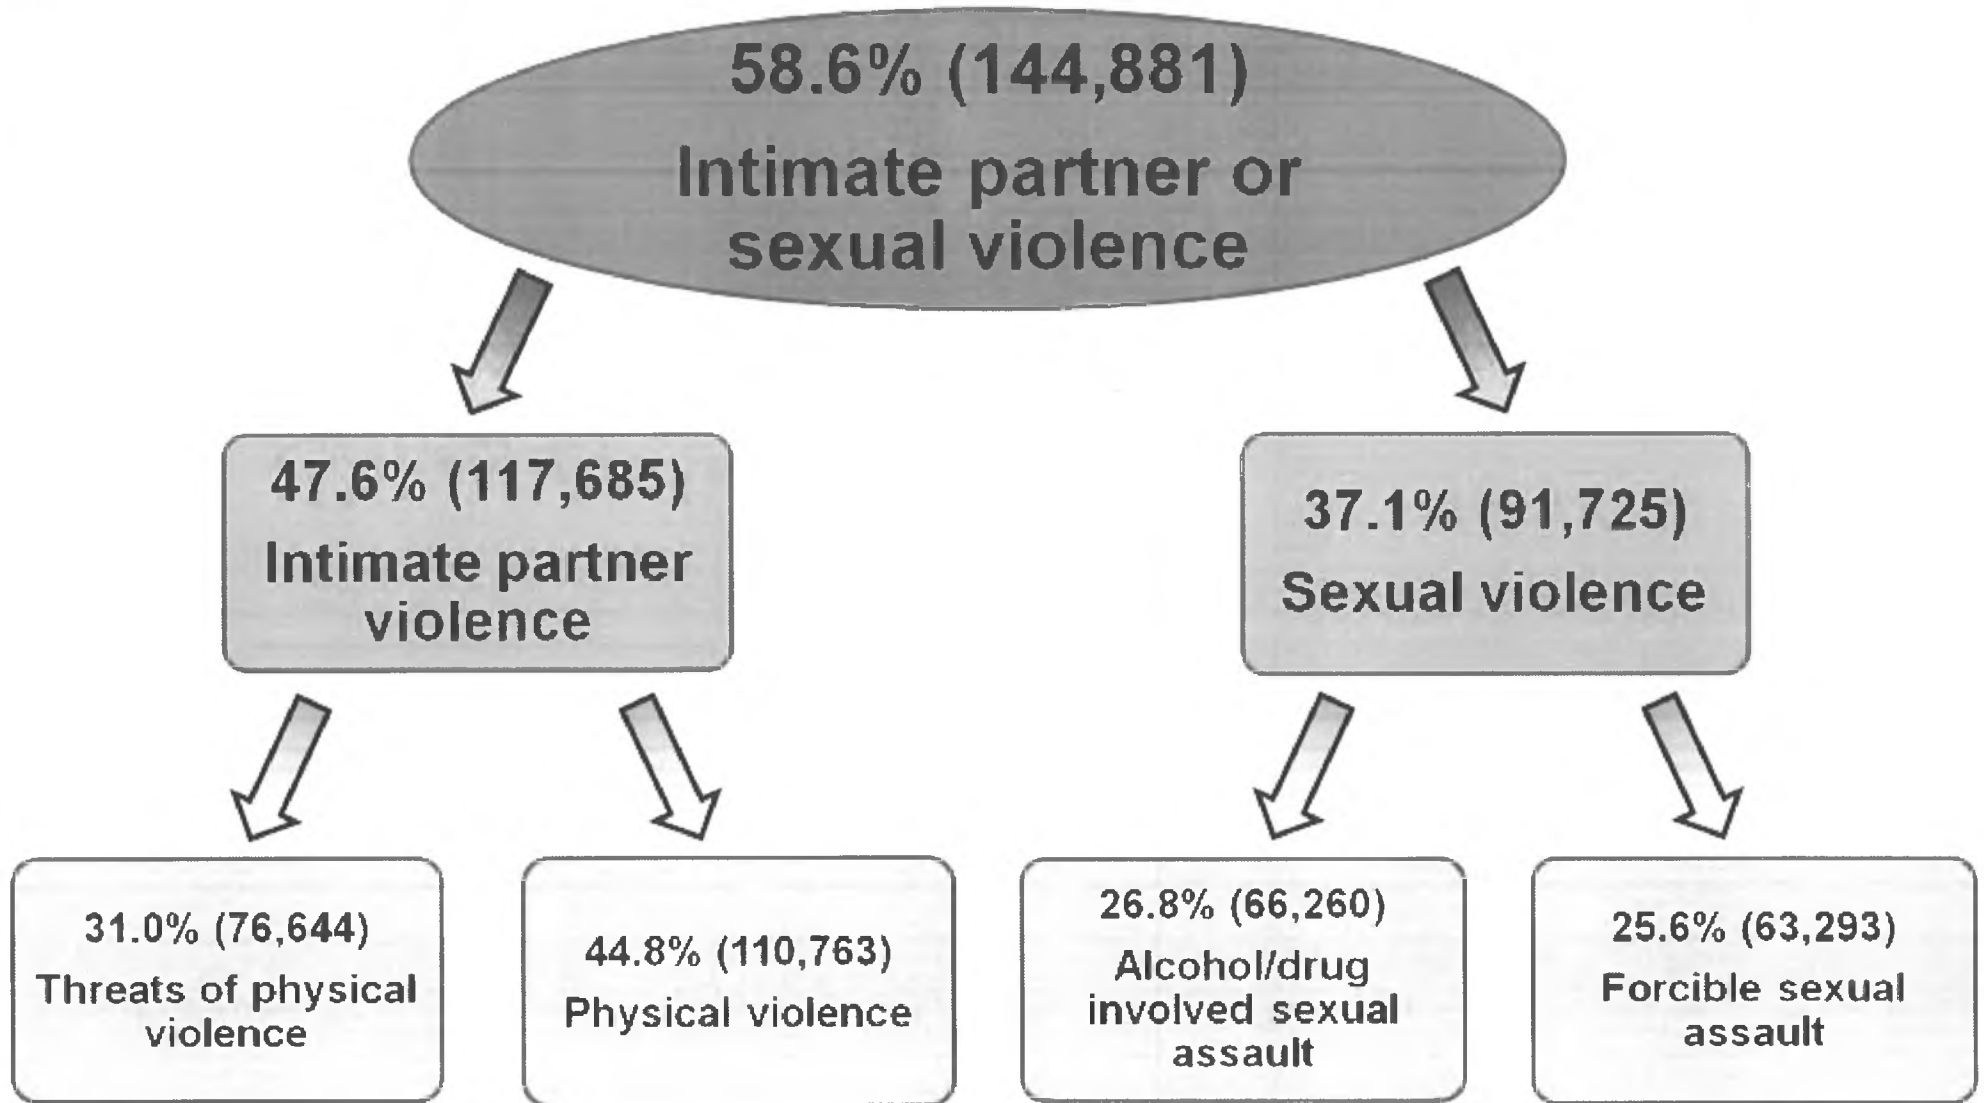 58.6% (144,881)
Intimate partner or
sexual violence
47.6% (117,685)
Intimate partner
violence
37.1% (91,725)
Sexual violence
31.0% (76,644)
Threats of physical
violence
44.8% (110,763)
Physical violence
26.8% (66,260)
Alcohol/drug
involved sexual
assault
25.6% (63,293)
Forcible sexual
assault